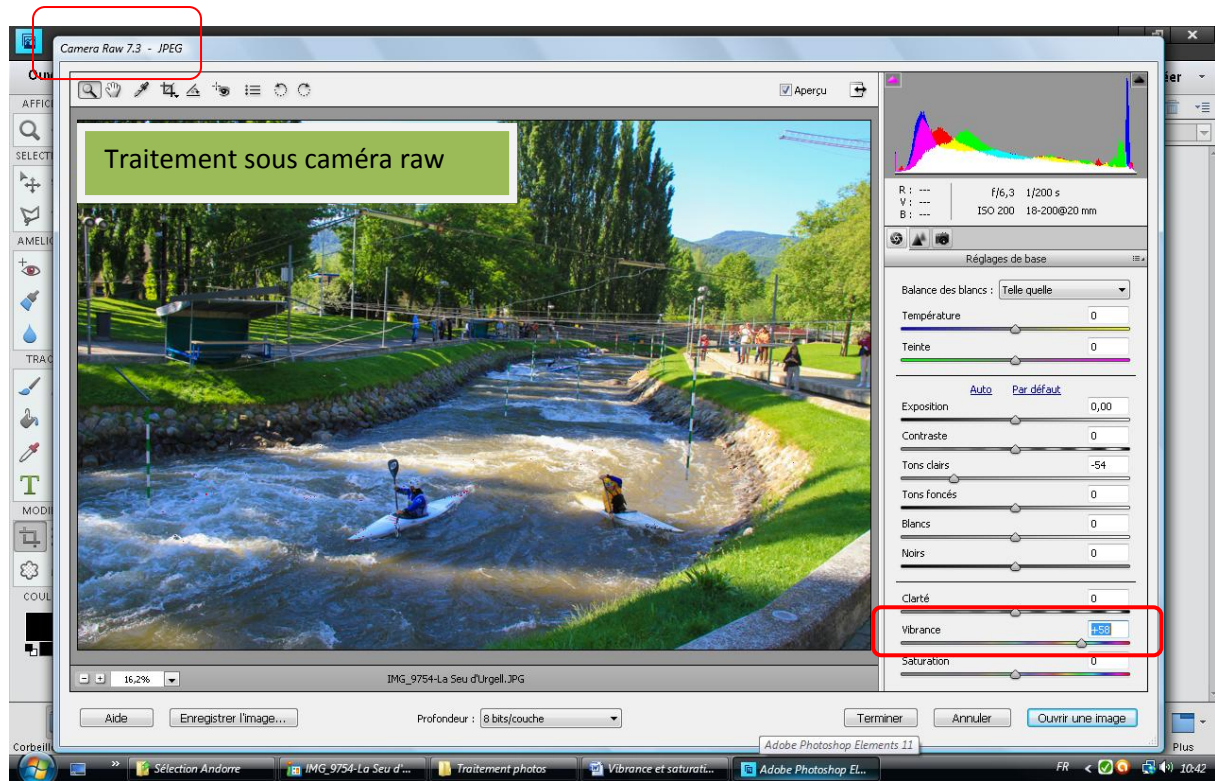 Camera Raw 7.3 - JPEG
Aperçu
AFFIC
SELECT
AMELIO
TRAC
MODI
COUL
Traitement sous caméra raw
R : ---
V : ---
B : ---
f/6,3 1/200 s
ISO 200 18-200@20 mm
Réglages de base
Balance des blancs : Telle quelle
Température 0
Teinte 0
Auto Par défaut
Exposition 0,00
Contraste 0
Tons clairs -54
Tons foncés 0
Blancs 0
Noirs 0
Clarté 0
Vibrance +58
Saturation 0
16,2%
IMG_9754-La Seu d'Urgell.JPG
Aide
Enregistrer l'image...
Profondeur : 8 bits/couche
Terminer
Annuler
Ouvrir une image
Adobe Photoshop Elements 11
Corbeill
Plus
Sélection Andorre
IMG_9754-La Seu d'...
Traitement photos
Vibrance et saturati...
Adobe Photoshop El...
FR
10:42